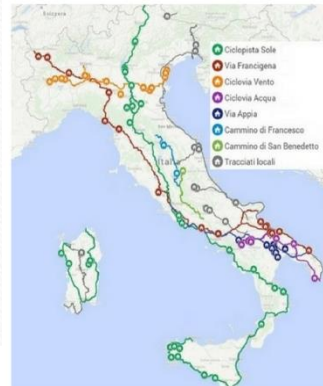 Ciclopista Sole
Via Francigena
Ciclovia Vento
Ciclovia Acqua
Via Appia
Cammino di Francesco
Cammino di San Benedetto
Tracciati locali
Italia